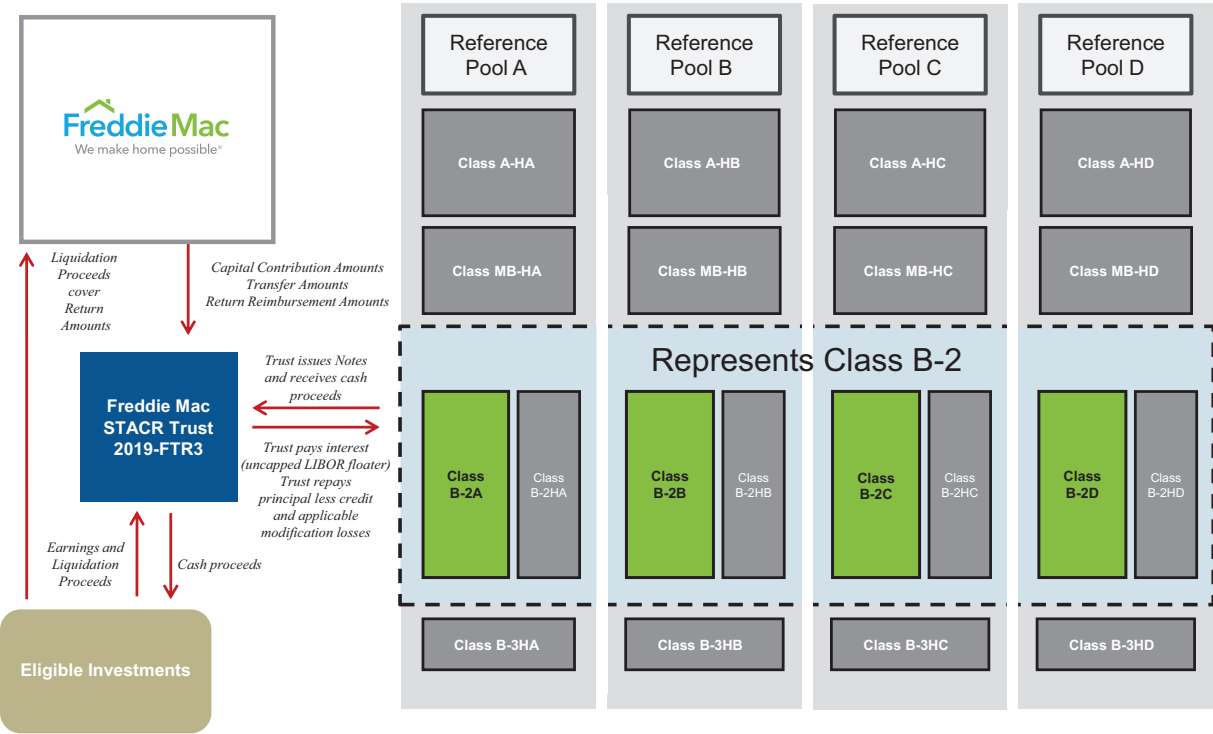 FreddieMac
We make home possible®
Liquidation
Proceeds
cover
Return
Amounts
Capital Contribution Amounts
Transfer Amounts
Return Reimbursement Amounts
Freddie Mac
STACR Trust
2019-FTR3
Trust issues Notes
and receives cash
proceeds
Trust pays interest
(uncapped LIBOR floater)
Trust repays
principal less credit
and applicable
modification losses
Earnings and
Liquidation
Proceeds
Cash proceeds
Eligible Investments
Reference
Pool A
Reference
Pool B
Reference
Pool C
Reference
Pool D
Class A-HA
Class A-HB
Class A-HC
Class A-HD
Class MB-HA
Class MB-HB
Class MB-HC
Class MB-HD
Represents Class B-2
Class
B-2A
Class
B-2HA
Class
B-2B
Class
B-2HB
Class
B-2C
Class
B-2HC
Class
B-2D
Class
B-2HD
Class B-3HA
Class B-3HB
Class B-3HC
Class B-3HD